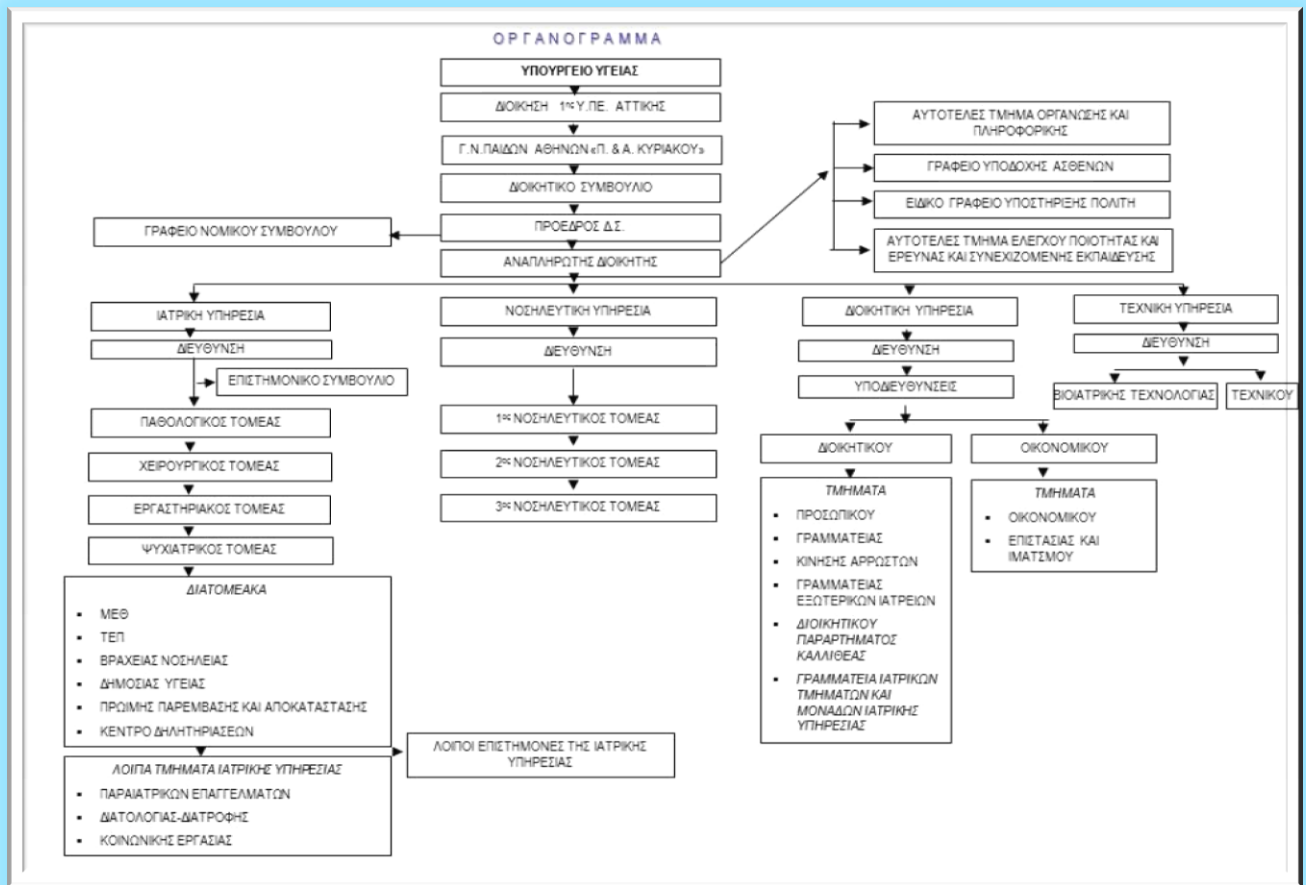 ΟΡΓΑΝΟΓΡΑΜΜΑ
ΥΠΟΥΡΓΕΙΟ ΥΓΕΙΑΣ
ΔΙΟΙΚΗΣΗ 1ης Υ.ΠΕ. ΑΤΤΙΚΗΣ
Γ.Ν.ΠΑΙΔΩΝ ΑΘΗΝΩΝ «Π. & Α. ΚΥΡΙΑΚΟΥ»
ΔΙΟΙΚΗΤΙΚΟ ΣΥΜΒΟΥΛΙΟ
ΠΡΟΕΔΡΟΣ Δ.Σ.
ΓΡΑΦΕΙΟ ΝΟΜΙΚΟΥ ΣΥΜΒΟΥΛΟΥ
ΑΝΑΠΛΗΡΩΤΗΣ ΔΙΟΙΚΗΤΗΣ
ΑΥΤΟΤΕΛΕΣ ΤΜΗΜΑ ΟΡΓΑΝΩΣΗΣ ΚΑΙ
ΠΛΗΡΟΦΟΡΙΚΗΣ
ΓΡΑΦΕΙΟ ΥΠΟΔΟΧΗΣ ΑΣΘΕΝΩΝ
ΕΙΔΙΚΟ ΓΡΑΦΕΙΟ ΥΠΟΣΤΗΡΙΞΗΣ ΠΟΛΙΤΗ
ΑΥΤΟΤΕΛΕΣ ΤΜΗΜΑ ΕΛΕΓΧΟΥ ΠΟΙΟΤΗΤΑΣ ΚΑΙ
ΕΡΕΥΝΑΣ ΚΑΙ ΣΥΝΕΧΙΖΟΜΕΝΗΣ ΕΚΠΑΙΔΕΥΣΗΣ
ΙΑΤΡΙΚΗ ΥΠΗΡΕΣΙΑ
ΔΙΕΥΘΥΝΣΗ
ΕΠΙΣΤΗΜΟΝΙΚΟ ΣΥΜΒΟΥΛΙΟ
ΠΑΘΟΛΟΓΙΚΟΣ ΤΟΜΕΑΣ
ΧΕΙΡΟΥΡΓΙΚΟΣ ΤΟΜΕΑΣ
ΕΡΓΑΣΤΗΡΙΑΚΟΣ ΤΟΜΕΑΣ
ΨΥΧΙΑΤΡΙΚΟΣ ΤΟΜΕΑΣ
ΔΙΑΤΟΜΕΑΚΑ
▪ ΜΕΘ
▪ ΤΕΠ
▪ ΒΡΑΧΕΙΑΣ ΝΟΣΗΛΕΙΑΣ
▪ ΔΗΜΟΣΙΑΣ ΥΓΕΙΑΣ
▪ ΠΡΩΙΜΗΣ ΠΑΡΕΜΒΑΣΗΣ ΚΑΙ ΑΠΟΚΑΤΑΣΤΑΣΗΣ
▪ ΚΕΝΤΡΟ ΔΗΛΗΤΗΡΙΑΣΕΩΝ
ΛΟΙΠΟΙ ΕΠΙΣΤΗΜΟΝΕΣ ΤΗΣ ΙΑΤΡΙΚΗΣ
ΥΠΗΡΕΣΙΑΣ
ΛΟΙΠΑ ΤΜΗΜΑΤΑ ΙΑΤΡΙΚΗΣ ΥΠΗΡΕΣΙΑΣ
▪ ΠΑΡΑΙΑΤΡΙΚΩΝ ΕΠΑΓΓΕΛΜΑΤΩΝ
▪ ΔΙΑΤΟΛΟΓΙΑΣ-ΔΙΑΤΡΟΦΗΣ
▪ ΚΟΙΝΩΝΙΚΗΣ ΕΡΓΑΣΙΑΣ
ΝΟΣΗΛΕΥΤΙΚΗ ΥΠΗΡΕΣΙΑ
ΔΙΕΥΘΥΝΣΗ
1ος ΝΟΣΗΛΕΥΤΙΚΟΣ ΤΟΜΕΑΣ
2ος ΝΟΣΗΛΕΥΤΙΚΟΣ ΤΟΜΕΑΣ
3ος ΝΟΣΗΛΕΥΤΙΚΟΣ ΤΟΜΕΑΣ
ΔΙΟΙΚΗΤΙΚΗ ΥΠΗΡΕΣΙΑ
ΔΙΕΥΘΥΝΣΗ
ΥΠΟΔΙΕΥΘΥΝΣΕΙΣ
ΔΙΟΙΚΗΤΙΚΟΥ
ΤΜΗΜΑΤΑ
▪ ΠΡΟΣΩΠΙΚΟΥ
▪ ΓΡΑΜΜΑΤΕΙΑΣ
▪ ΚΙΝΗΣΗΣ ΑΡΡΩΣΤΩΝ
▪ ΓΡΑΜΜΑΤΕΙΑΣ
ΕΞΩΤΕΡΙΚΩΝ ΙΑΤΡΕΙΩΝ
▪ ΔΙΟΙΚΗΤΙΚΟΥ
ΠΑΡΑΡΤΗΜΑΤΟΣ
ΚΑΛΛΙΘΕΑΣ
▪ ΓΡΑΜΜΑΤΕΙΑ ΙΑΤΡΙΚΩΝ
ΤΜΗΜΑΤΩΝ ΚΑΙ
ΜΟΝΑΔΩΝ ΙΑΤΡΙΚΗΣ
ΥΠΗΡΕΣΙΑΣ
ΟΙΚΟΝΟΜΙΚΟΥ
ΤΜΗΜΑΤΑ
▪ ΟΙΚΟΝΟΜΙΚΟΥ
▪ ΕΠΙΣΤΑΣΙΑΣ ΚΑΙ
ΙΜΑΤΣΜΟΥ
ΤΕΧΝΙΚΗ ΥΠΗΡΕΣΙΑ
ΔΙΕΥΘΥΝΣΗ
ΒΙΟΙΑΤΡΙΚΗΣ ΤΕΧΝΟΛΟΓΙΑΣ
ΤΕΧΝΙΚΟΥ